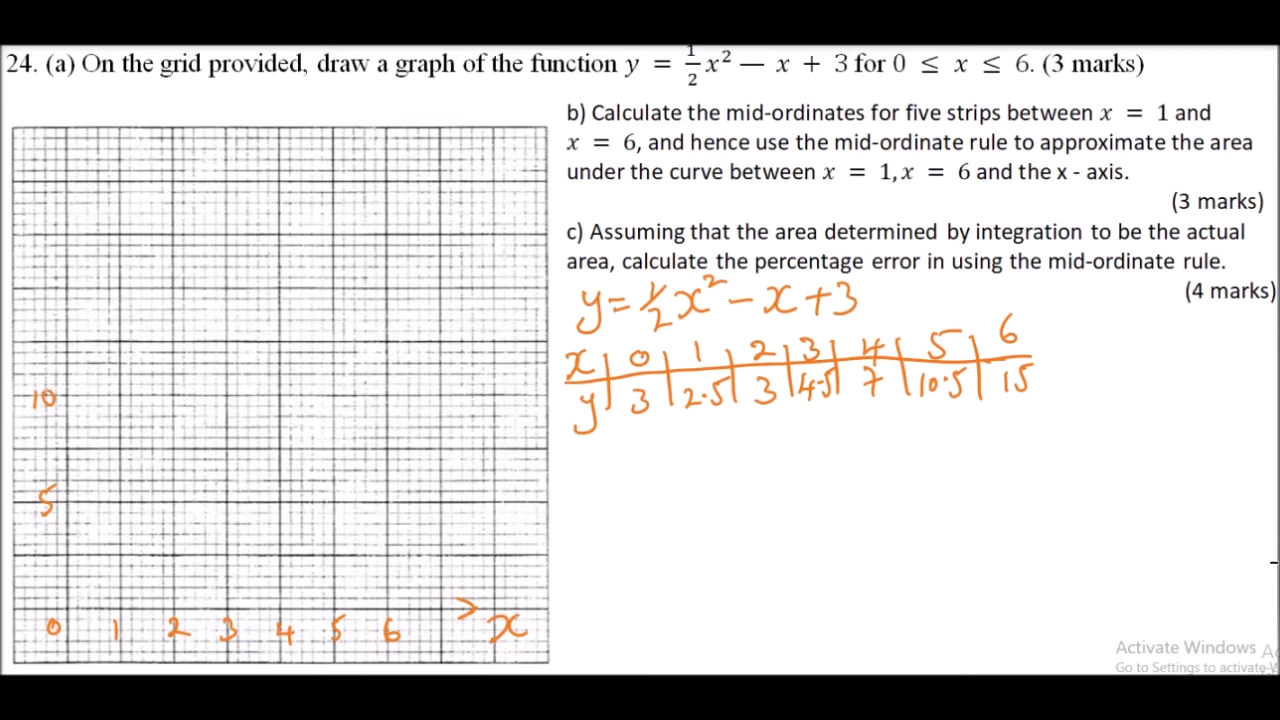 24. (a) On the grid provided, draw a graph of the function y = 1/2 x² — x + 3 for 0 ≤ x ≤ 6. (3 marks)
b) Calculate the mid-ordinates for five strips between x = 1 and
x = 6, and hence use the mid-ordinate rule to approximate the area
under the curve between x = 1, x = 6 and the x - axis.
(3 marks)
c) Assuming that the area determined by integration to be the actual
area, calculate the percentage error in using the mid-ordinate rule.
(4 marks)
y = 1/2 x² − x + 3
x | 0 | 1 | 2 | 3 | 4 | 5 | 6
y | 3 | 2.5 | 3 | 4.5 | 7 | 10.5 | 15
10
5
0 1 2 3 4 5 6 > x
Activate Windows
Go to Settings to activate